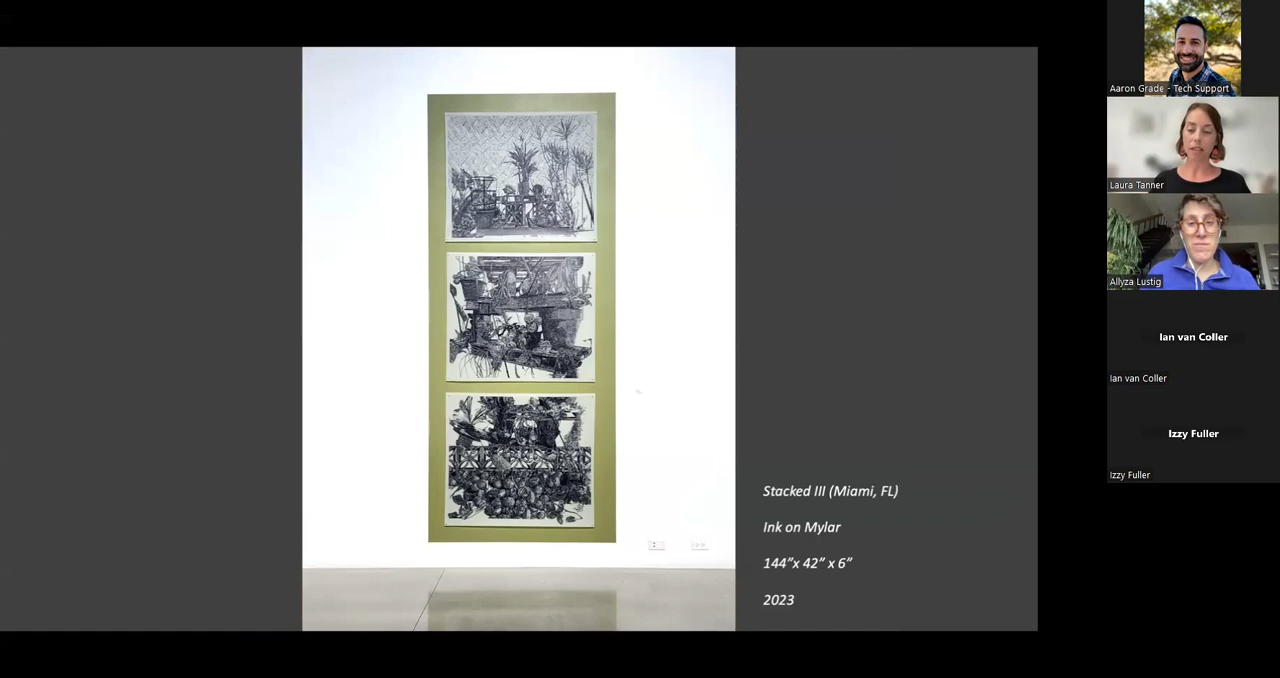 Stacked III (Miami, FL)
Ink on Mylar
144”x 42” x 6”
2023
Aaron Grade - Tech Support
Laura Tanner
Allyza Lustig
Ian van Coller
Ian van Coller
Izzy Fuller
Izzy Fuller